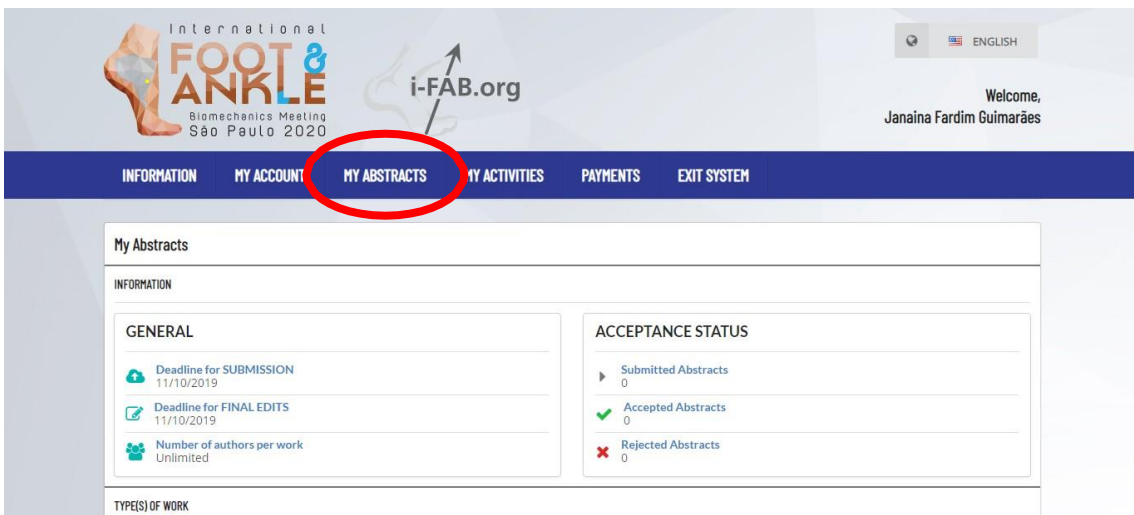 International
FOOT &
ANKLE
Biomechanics Meeting
São Paulo 2020
i-FAB.org
ENGLISH
Welcome,
Janaina Fardim Guimarães
INFORMATION MY ACCOUNT MY ABSTRACTS MY ACTIVITIES PAYMENTS EXIT SYSTEM
My Abstracts
INFORMATION
GENERAL
Deadline for SUBMISSION
11/10/2019
Deadline for FINAL EDITS
11/10/2019
Number of authors per work
Unlimited
ACCEPTANCE STATUS
Submitted Abstracts
0
Accepted Abstracts
0
Rejected Abstracts
0
TYPE(S) OF WORK